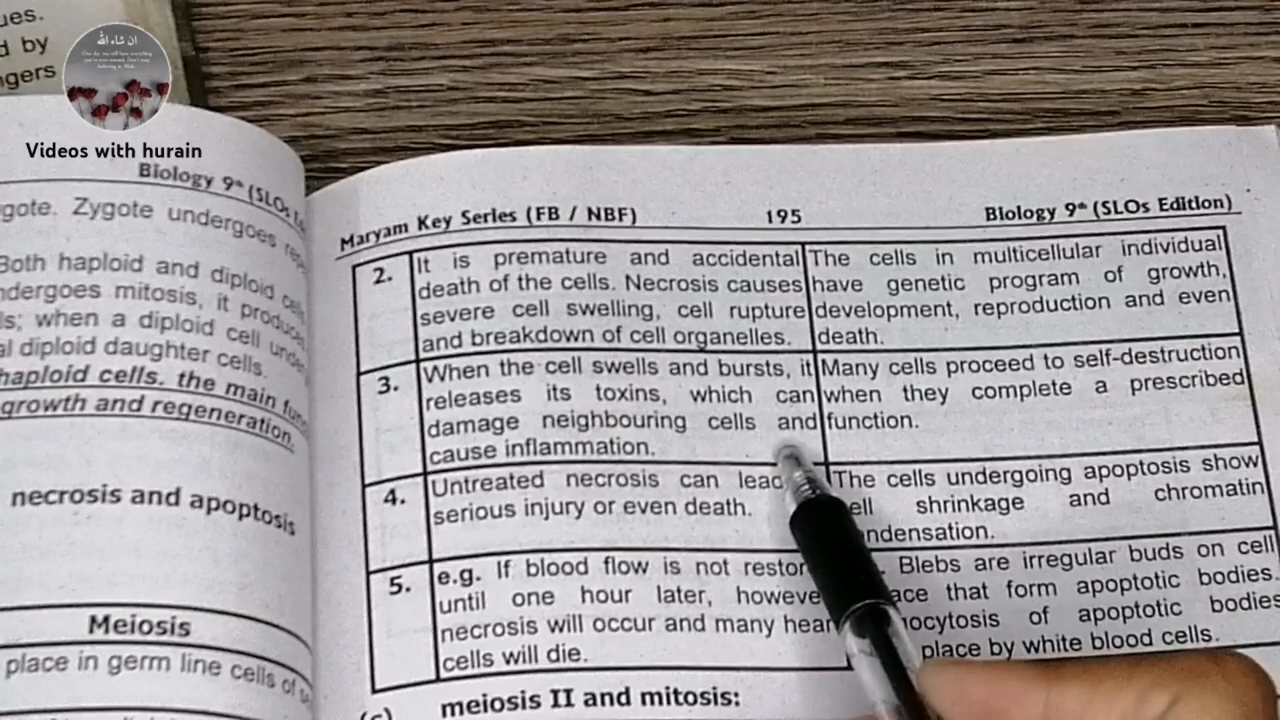 ues.
d by
ngers
ان شاء الله
Videos with hurain
Biology 9th (SLOs
gote. Zygote undergoes
Both haploid and diploid
ndergoes mitosis, it produces
ls; when a diploid cell
al diploid daughter cells.
haploid cells. the main
growth and regeneration.
necrosis and apoptosis
Meiosis
place in germ line cells of
Maryam Key Series (FB / NBF) 195 Biology 9th (SLOs Edition)
2. It is premature and accidental
death of the cells. Necrosis causes
severe cell swelling, cell rupture
and breakdown of cell organelles.
The cells in multicellular individual
have genetic program of growth,
development, reproduction and even
death.
3. When the cell swells and bursts, it
releases its toxins, which can
damage neighbouring cells and
cause inflammation.
Many cells proceed to self-destruction
when they complete a prescribed
function.
4. Untreated necrosis can lead
serious injury or even death.
The cells undergoing apoptosis show
ell shrinkage and chromatin
ndensation.
5. e.g. If blood flow is not restor
until one hour later, howeve
necrosis will occur and many hear
cells will die.
Blebs are irregular buds on cell
ace that form apoptotic bodies.
ocytosis of apoptotic bodies
place by white blood cells.
(c) meiosis II and mitosis: